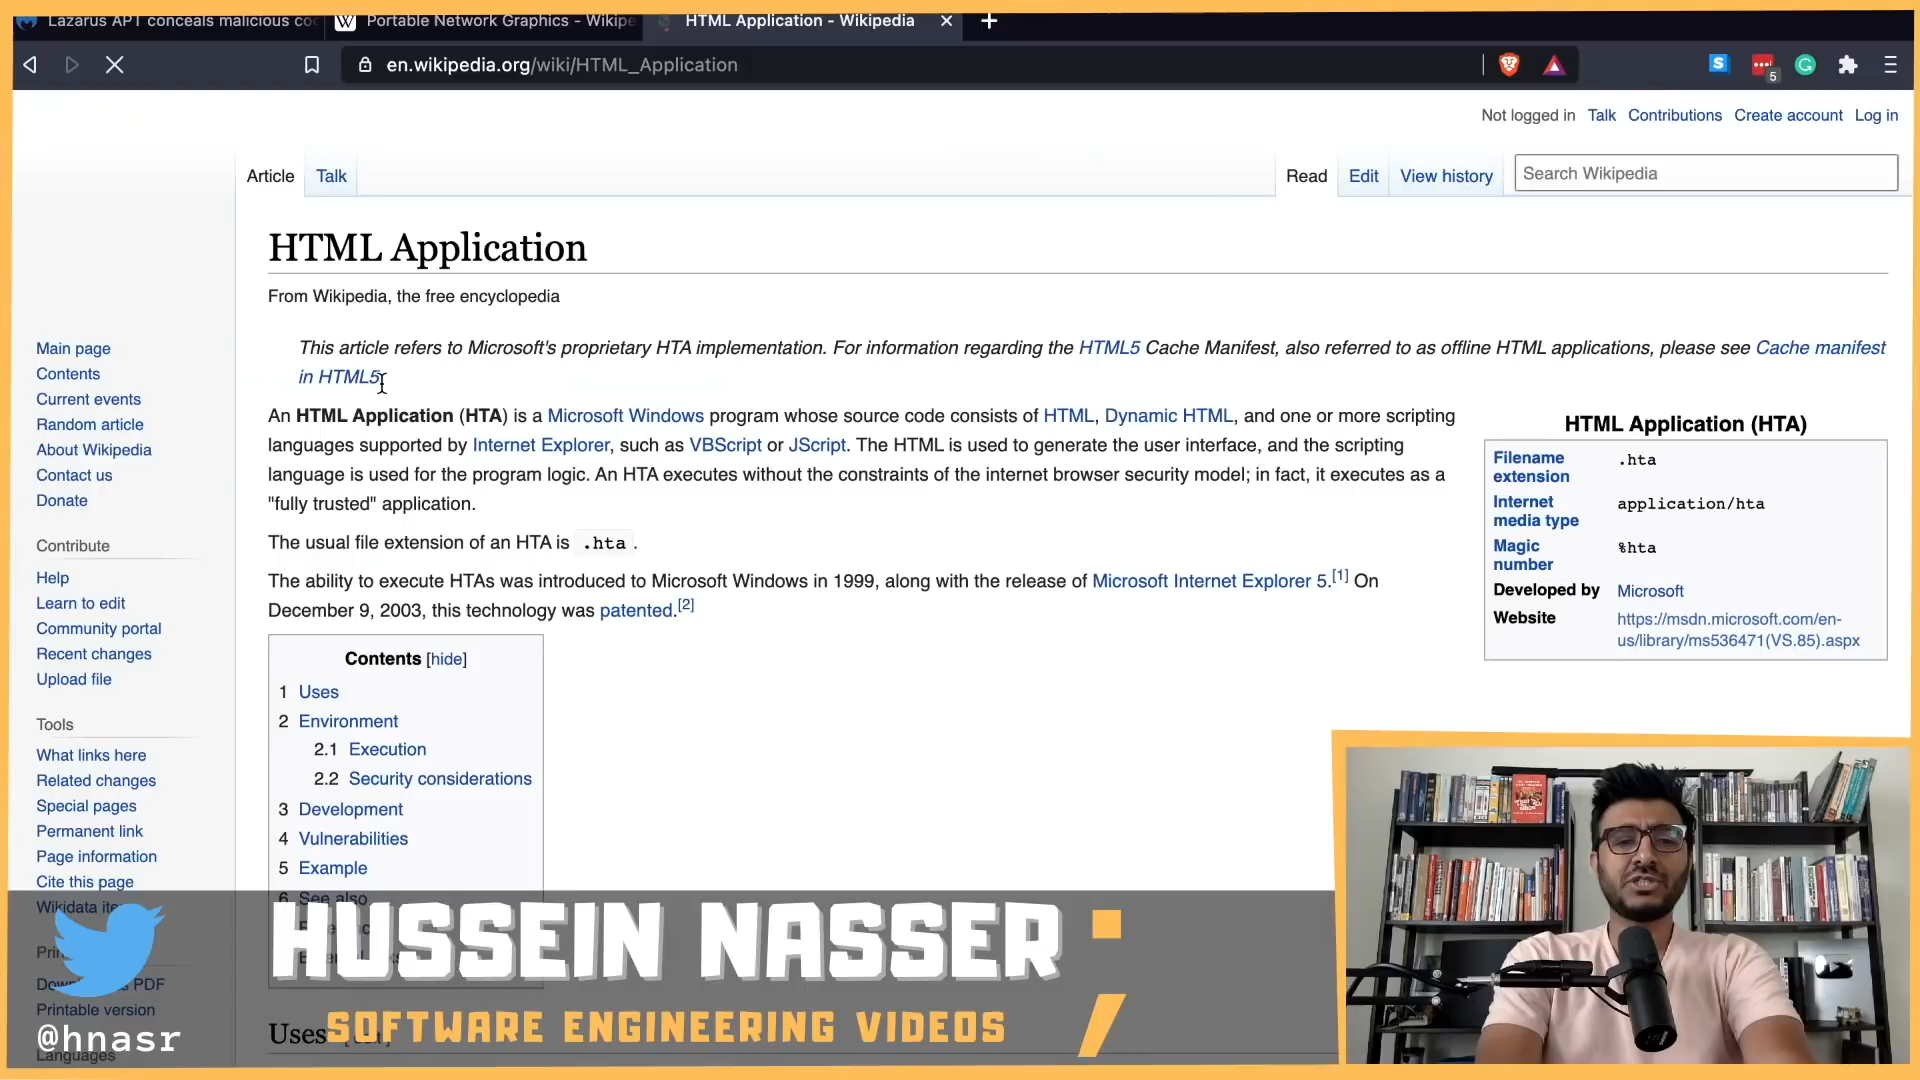 Lazarus APT conceals malicious co
Portable Network Graphics - Wikipe
HTML Application - Wikipedia
en.wikipedia.org/wiki/HTML_Application
5
Not logged in Talk Contributions Create account Log in
Article Talk
Read Edit View history Search Wikipedia
HTML Application
From Wikipedia, the free encyclopedia
This article refers to Microsoft's proprietary HTA implementation. For information regarding the HTML5 Cache Manifest, also referred to as offline HTML applications, please see Cache manifest
in HTML5.
An HTML Application (HTA) is a Microsoft Windows program whose source code consists of HTML, Dynamic HTML, and one or more scripting
languages supported by Internet Explorer, such as VBScript or JScript. The HTML is used to generate the user interface, and the scripting
language is used for the program logic. An HTA executes without the constraints of the internet browser security model; in fact, it executes as a
"fully trusted" application.
The usual file extension of an HTA is .hta .
The ability to execute HTAs was introduced to Microsoft Windows in 1999, along with the release of Microsoft Internet Explorer 5.[1] On
December 9, 2003, this technology was patented.[2]
HTML Application (HTA)
Filename extension .hta
Internet media type application/hta
Magic number %hta
Developed by Microsoft
Website https://msdn.microsoft.com/en-
us/library/ms536471(VS.85).aspx
Contents [hide]
1 Uses
2 Environment
2.1 Execution
2.2 Security considerations
3 Development
4 Vulnerabilities
5 Example
6 See also
Uses
Main page
Contents
Current events
Random article
About Wikipedia
Contact us
Donate
Contribute
Help
Learn to edit
Community portal
Recent changes
Upload file
Tools
What links here
Related changes
Special pages
Permanent link
Page information
Cite this page
Wikidata ite
Pri
Dow PDF
Printable version
Languages
@hnasr
HUSSEIN NASSER ;
SOFTWARE ENGINEERING VIDEOS